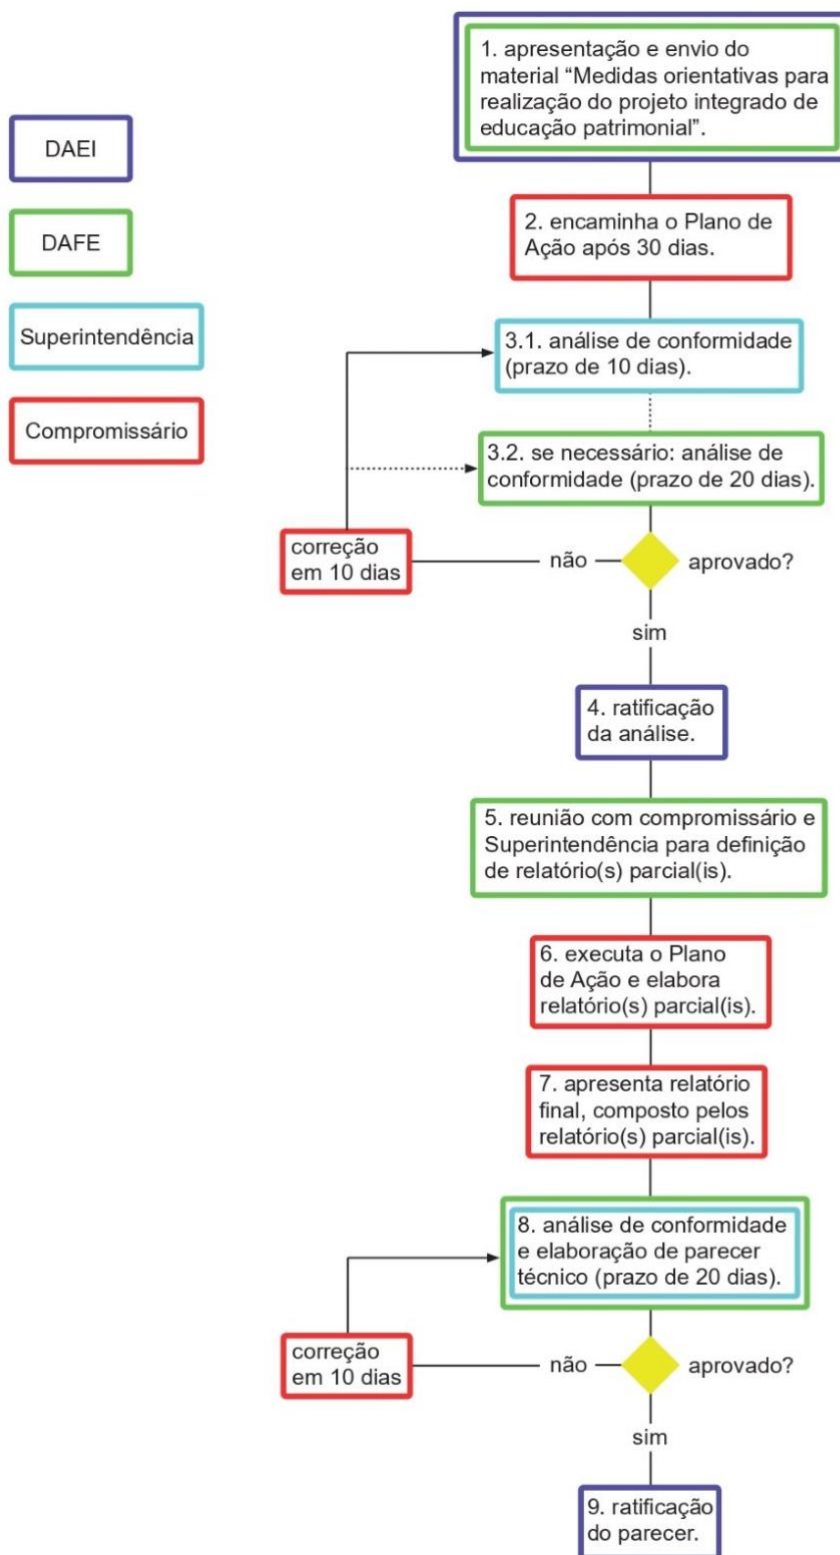 DAEI
DAFE
Superintendência
Compromissário
1. apresentação e envio do
material “Medidas orientativas para
realização do projeto integrado de
educação patrimonial”.
2. encaminha o Plano de
Ação após 30 dias.
3.1. análise de conformidade
(prazo de 10 dias).
3.2. se necessário: análise de
conformidade (prazo de 20 dias).
correção
em 10 dias
não
aprovado?
sim
4. ratificação
da análise.
5. reunião com compromissário e
Superintendência para definição
de relatório(s) parcial(is).
6. executa o Plano
de Ação e elabora
relatório(s) parcial(is).
7. apresenta relatório
final, composto pelos
relatório(s) parcial(is).
8. análise de conformidade
e elaboração de parecer
técnico (prazo de 20 dias).
correção
em 10 dias
não
aprovado?
sim
9. ratificação
do parecer.